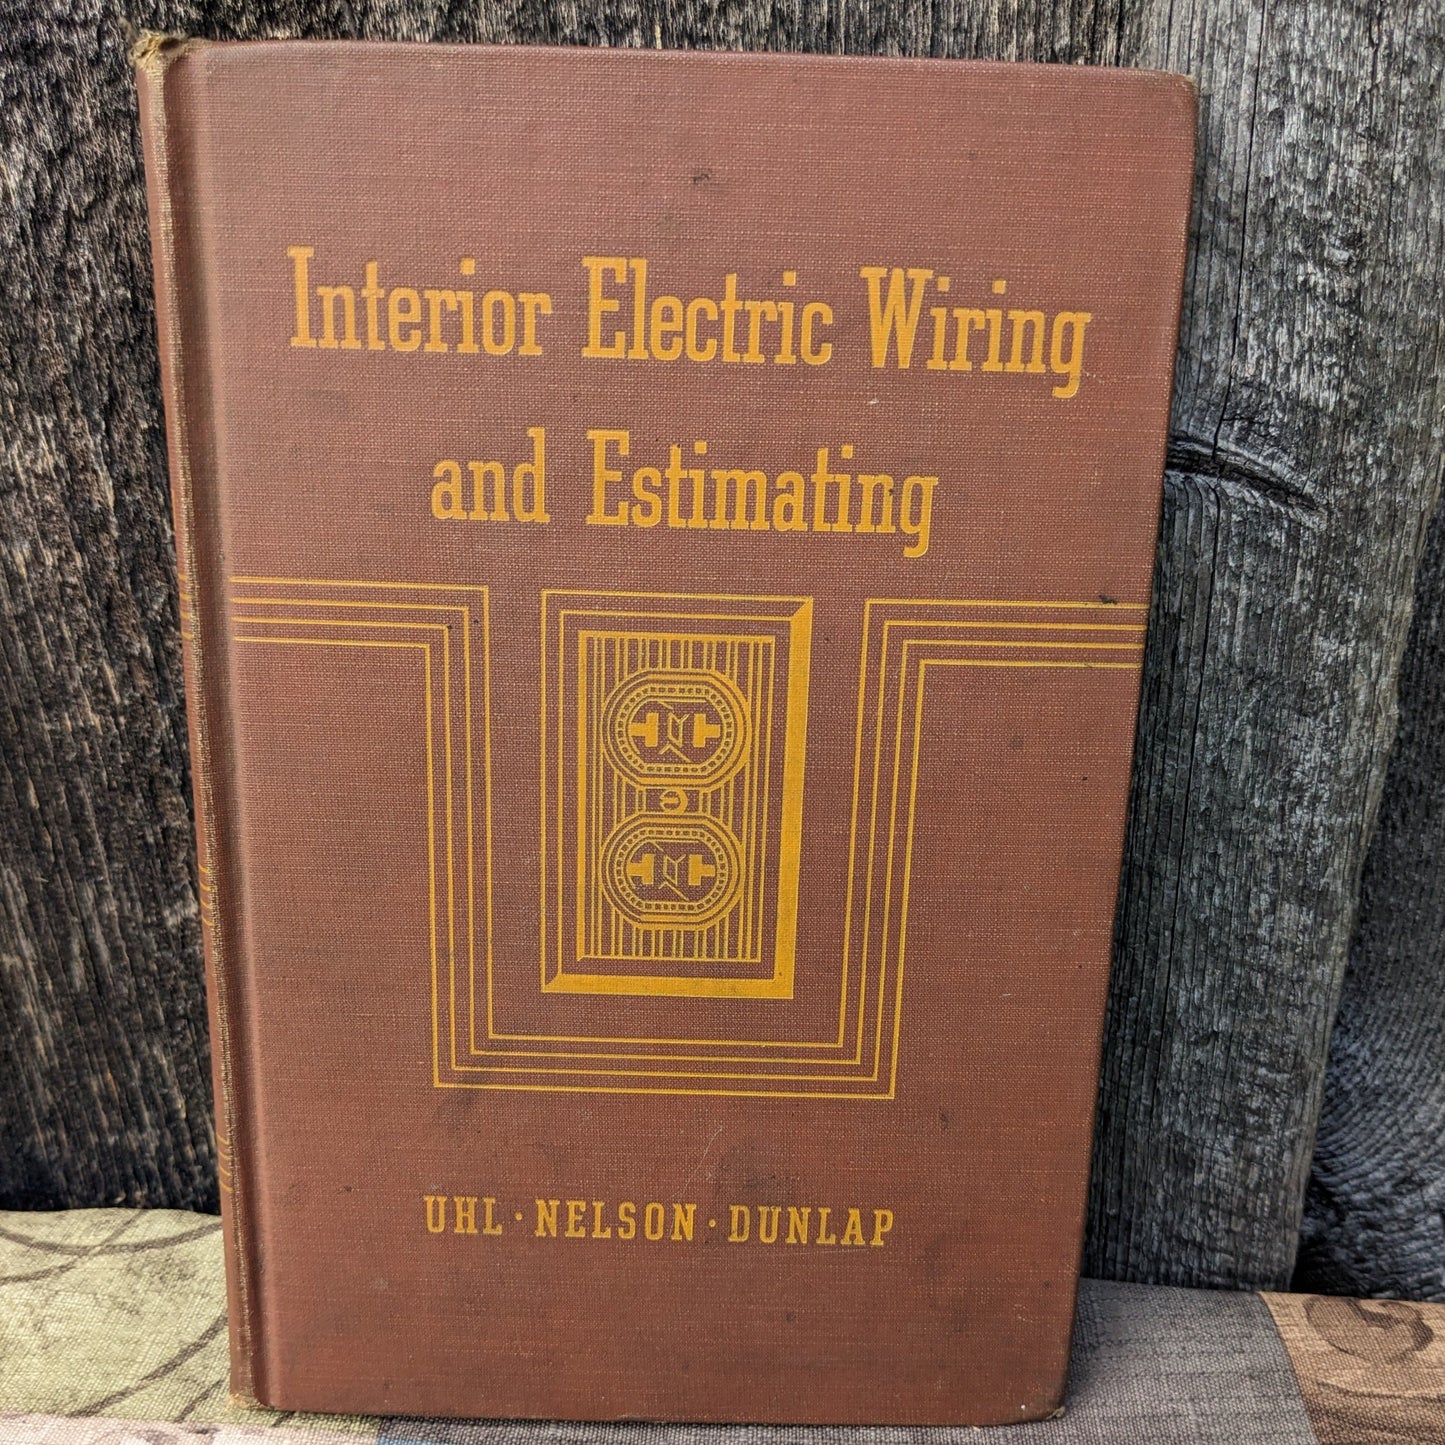 Interior Electric Wiring
and Estimating
UHL · NELSON · DUNLAP